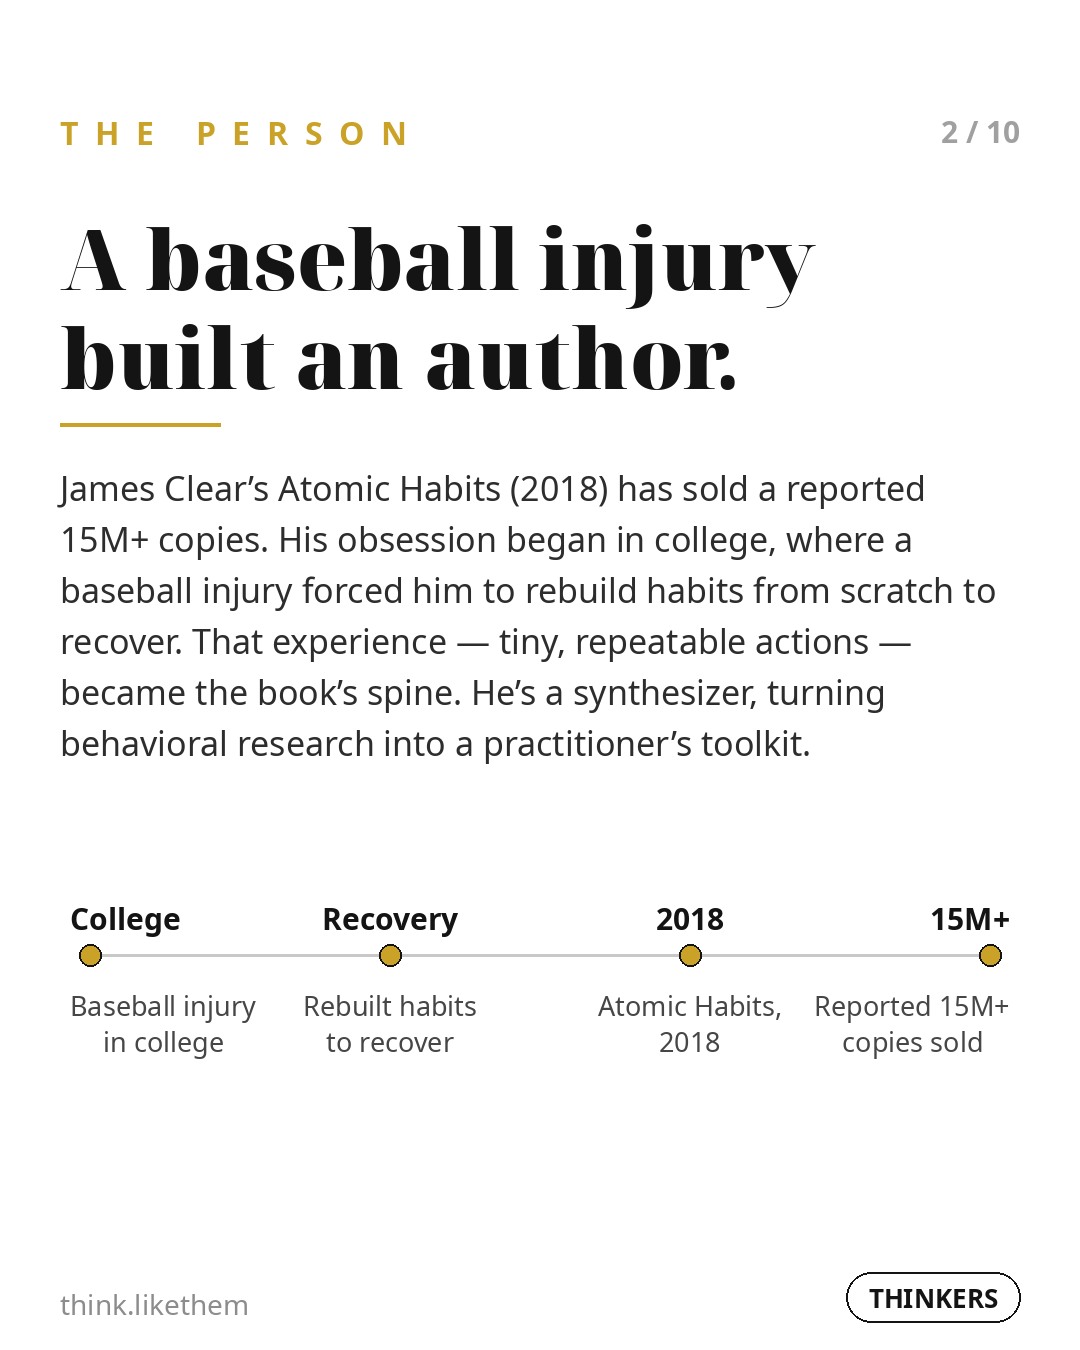 THE PERSON
2 / 10
A baseball injury
built an author.
James Clear’s Atomic Habits (2018) has sold a reported
15M+ copies. His obsession began in college, where a
baseball injury forced him to rebuild habits from scratch to
recover. That experience — tiny, repeatable actions —
became the book’s spine. He’s a synthesizer, turning
behavioral research into a practitioner’s toolkit.
College
Baseball injury
in college
Recovery
Rebuilt habits
to recover
2018
Atomic Habits,
2018
15M+
Reported 15M+
copies sold
think.likethem
THINKERS